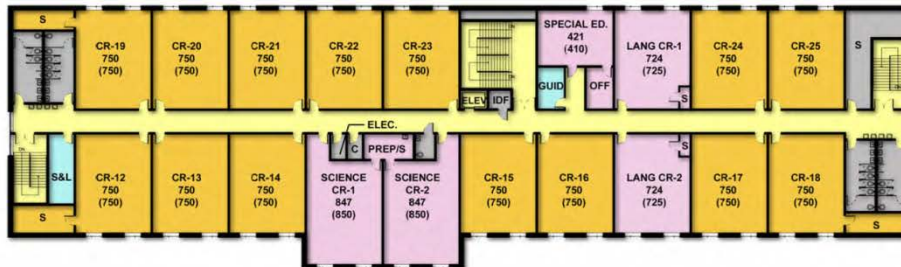 S
CR-19
750
(750)
CR-20
750
(750)
CR-21
750
(750)
CR-22
750
(750)
CR-23
750
(750)
SPECIAL ED.
421
(410)
LANG CR-1
724
(725)
CR-24
750
(750)
CR-25
750
(750)
S
ELEV
IDF
GUID
OFF
S
ELEC.
C
PREP/S
S
S&L
CR-12
750
(750)
CR-13
750
(750)
CR-14
750
(750)
SCIENCE
CR-1
847
(850)
SCIENCE
CR-2
847
(850)
CR-15
750
(750)
CR-16
750
(750)
LANG CR-2
724
(725)
CR-17
750
(750)
CR-18
750
(750)
S
S